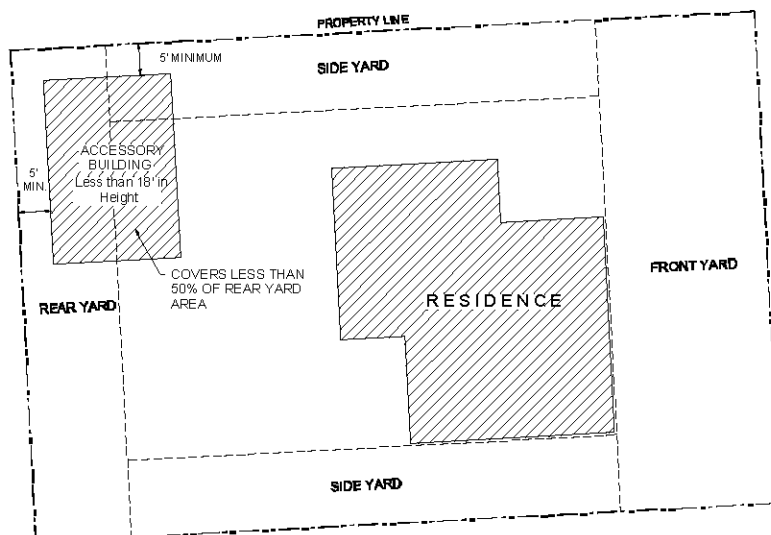 PROPERTY LINE
5' MINIMUM
SIDE YARD
ACCESSORY
BUILDING
Less than 18' in
Height
5'
MIN.
COVERS LESS THAN
50% OF REAR YARD
AREA
REAR YARD
RESIDENCE
FRONT YARD
SIDE YARD